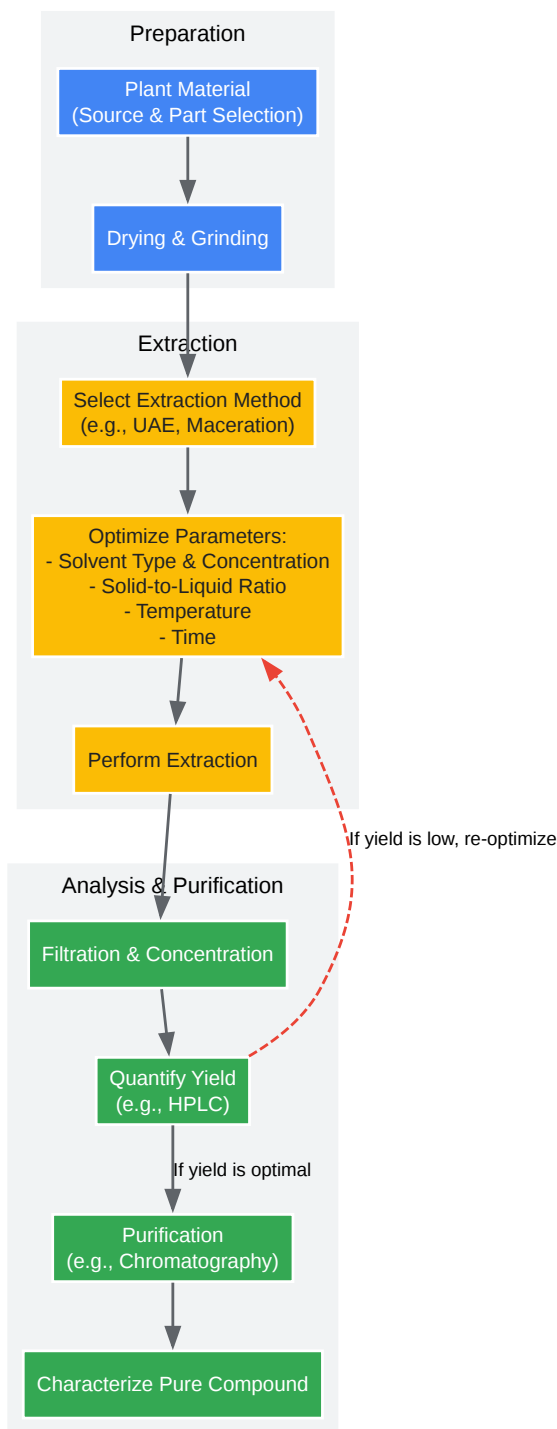 Preparation
Plant Material
(Source & Part Selection)
Drying & Grinding
Extraction
Select Extraction Method
(e.g., UAE, Maceration)
Optimize Parameters:
- Solvent Type & Concentration
- Solid-to-Liquid Ratio
- Temperature
- Time
Perform Extraction
If yield is low, re-optimize
Analysis & Purification
Filtration & Concentration
Quantify Yield
(e.g., HPLC)
If yield is optimal
Purification
(e.g., Chromatography)
Characterize Pure Compound